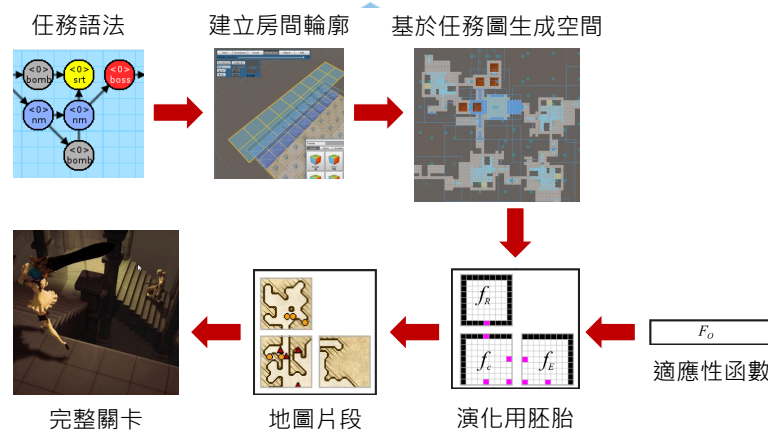 任務語法
建立房間輪廓
基於任務圖生成空間
<0>
bomb
<0>
srt
<0>
boss
<0>
nm
<0>
nm
<0>
bomb
f_R
f_c
f_E
F_O
適應性函數
完整關卡
地圖片段
演化用胚胎